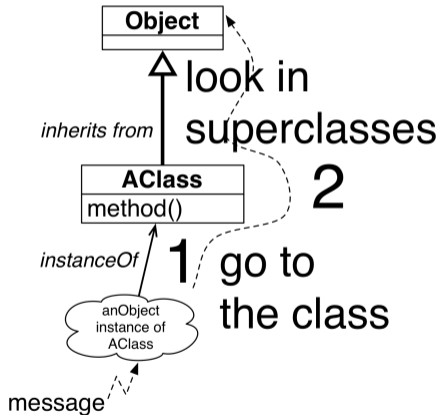 Object
look in
inherits from
superclasses
AClass
method()
2
instanceOf
1 go to
the class
anObject
instance of
AClass
message